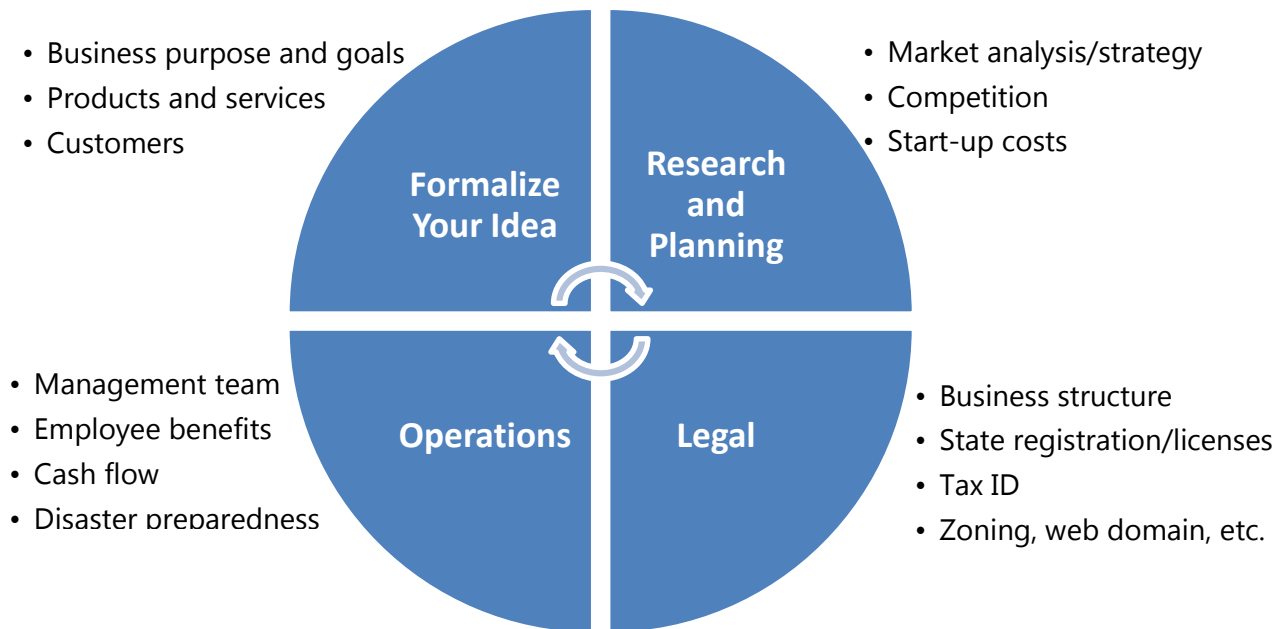 • Business purpose and goals
• Products and services
• Customers
Formalize
Your Idea
• Market analysis/strategy
• Competition
• Start-up costs
Research
and
Planning
• Management team
• Employee benefits
• Cash flow
• Disaster preparedness
Operations
Legal
• Business structure
• State registration/licenses
• Tax ID
• Zoning, web domain, etc.